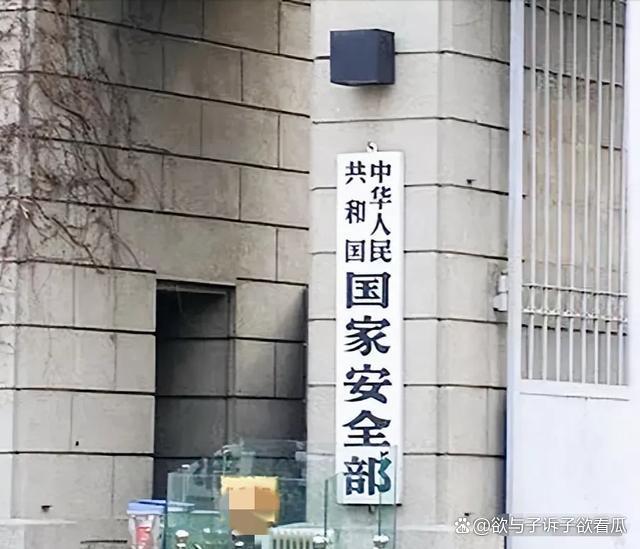 中华人民
共和国
国家安全部
@欲与子诉子欲看瓜